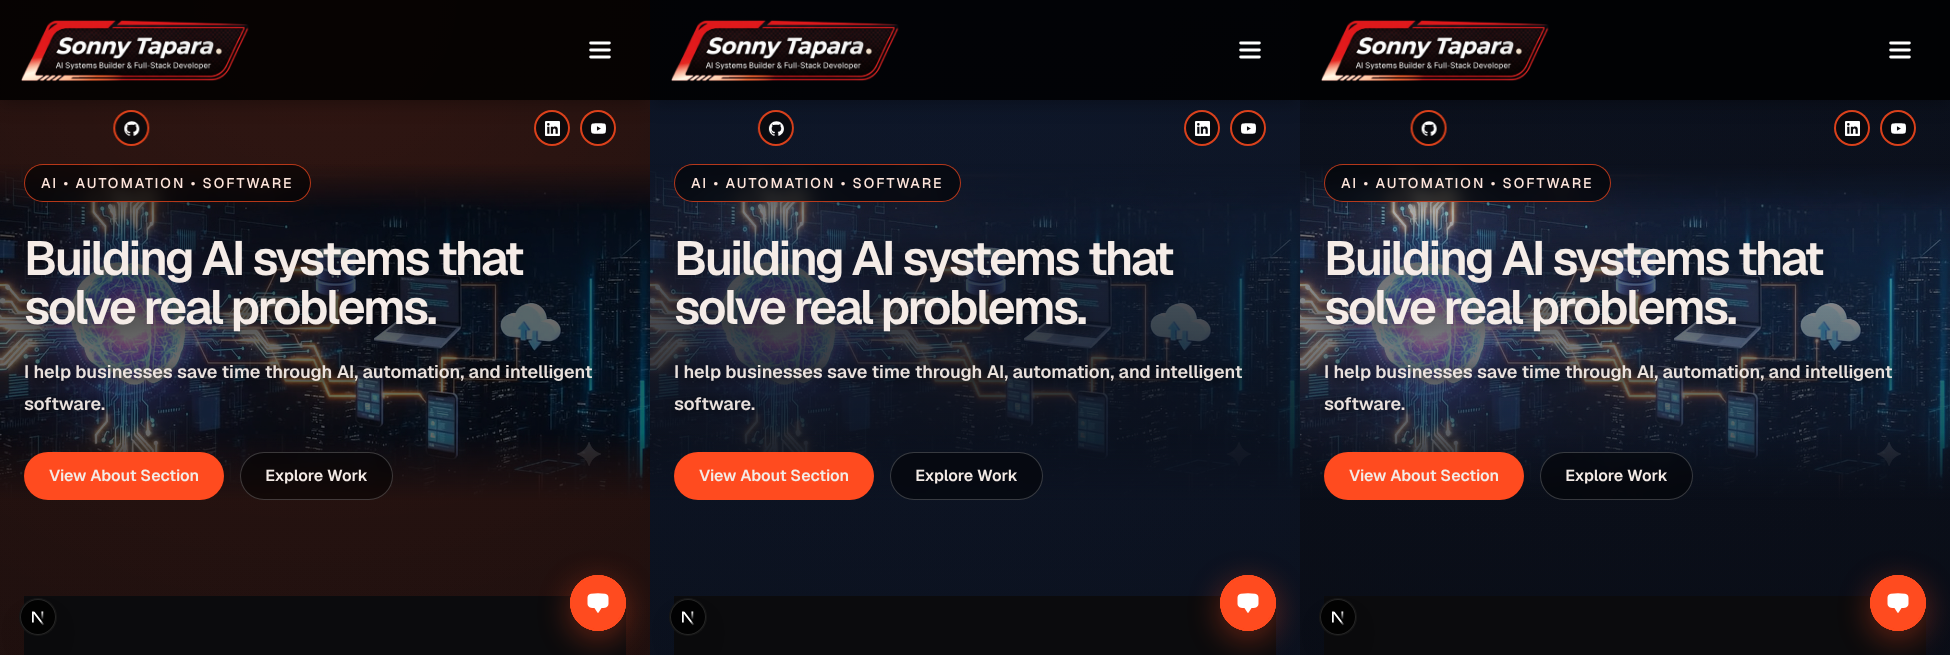 Sonny Tapara.
AI Systems Builder & Full-Stack Developer
AI • AUTOMATION • SOFTWARE
Building AI systems that
solve real problems.
I help businesses save time through AI, automation, and intelligent
software.
View About Section
Explore Work
N
Sonny Tapara.
AI Systems Builder & Full-Stack Developer
AI • AUTOMATION • SOFTWARE
Building AI systems that
solve real problems.
I help businesses save time through AI, automation, and intelligent
software.
View About Section
Explore Work
N
Sonny Tapara.
AI Systems Builder & Full-Stack Developer
AI • AUTOMATION • SOFTWARE
Building AI systems that
solve real problems.
I help businesses save time through AI, automation, and intelligent
software.
View About Section
Explore Work
N